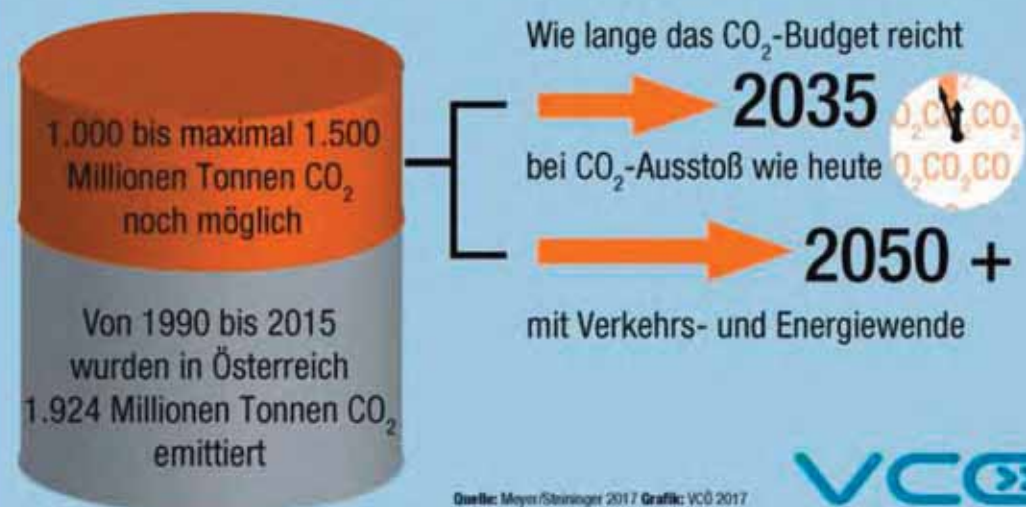 1.000 bis maximal 1.500
Millionen Tonnen CO₂
noch möglich
Von 1990 bis 2015
wurden in Österreich
1.924 Millionen Tonnen CO₂
emittiert
Wie lange das CO₂-Budget reicht
2035
bei CO₂-Ausstoß wie heute
2050 +
mit Verkehrs- und Energiewende
Quelle: Meyer/Steininger 2017 Grafik: VCÖ 2017
VCÖ